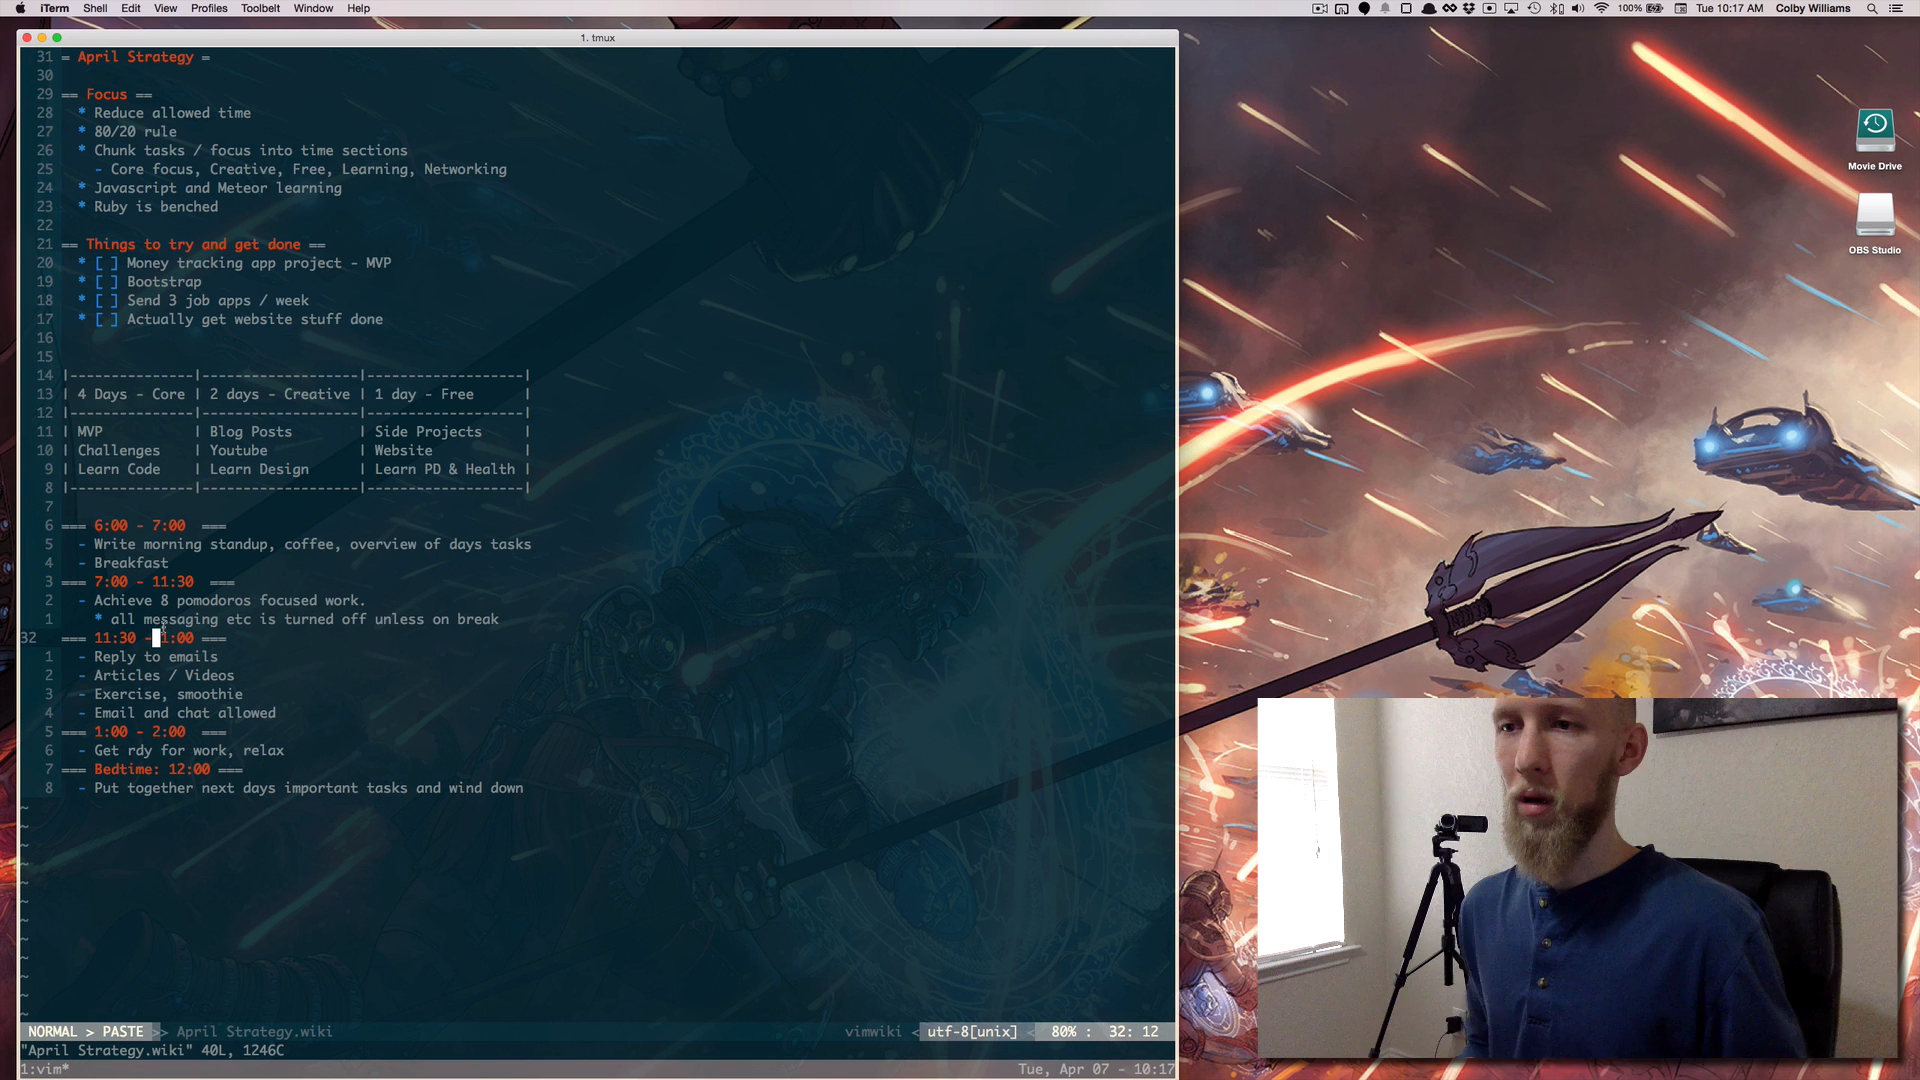 iTerm Shell Edit View Profiles Toolbelt Window Help
100% Tue 10:17 AM Colby Williams
1. tmux
31 = April Strategy =
30
29 == Focus ==
28 * Reduce allowed time
27 * 80/20 rule
26 * Chunk tasks / focus into time sections
25 - Core focus, Creative, Free, Learning, Networking
24 * Javascript and Meteor learning
23 * Ruby is benched
22
21 == Things to try and get done ==
20 * [ ] Money tracking app project - MVP
19 * [ ] Bootstrap
18 * [ ] Send 3 job apps / week
17 * [ ] Actually get website stuff done
16
15
14 |---------------|-------------------|-------------------|
13 | 4 Days - Core | 2 days - Creative | 1 day - Free |
12 |---------------|-------------------|-------------------|
11 | MVP | Blog Posts | Side Projects |
10 | Challenges | Youtube | Website |
9 | Learn Code | Learn Design | Learn PD & Health |
8 |---------------|-------------------|-------------------|
7
6 === 6:00 - 7:00 ===
5 - Write morning standup, coffee, overview of days tasks
4 - Breakfast
3 === 7:00 - 11:30 ===
2 - Achieve 8 pomodoros focused work.
1 * all messaging etc is turned off unless on break
32 === 11:30 - 1:00 ===
1 - Reply to emails
2 - Articles / Videos
3 - Exercise, smoothie
4 - Email and chat allowed
5 === 1:00 - 2:00 ===
6 - Get rdy for work, relax
7 === Bedtime: 12:00 ===
8 - Put together next days important tasks and wind down
~
~
~
~
~
~
~
~
~
~
~
~
NORMAL > PASTE >> April Strategy.wiki vimwiki < utf-8[unix] < 80% : 32: 12
"April Strategy.wiki" 40L, 1246C
1:vim* Tue, Apr 07 - 10:17
Movie Drive
OBS Studio